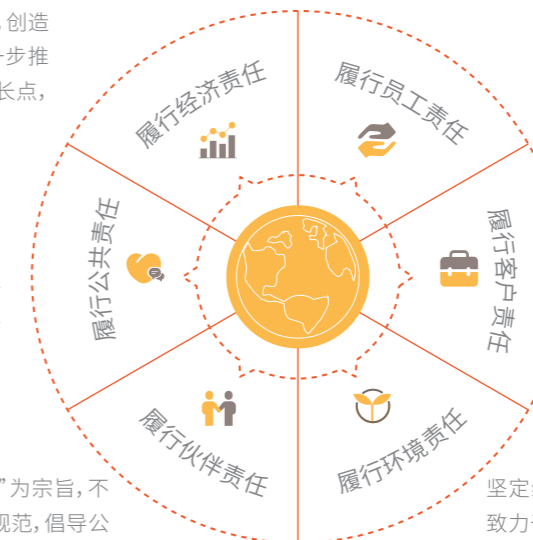 创造
一步推
长点，
履行经济责任
履行员工责任
履行公共责任
履行客户责任
履行伙伴责任
履行环境责任
”为宗旨，不
规范，倡导公
坚定
致力于